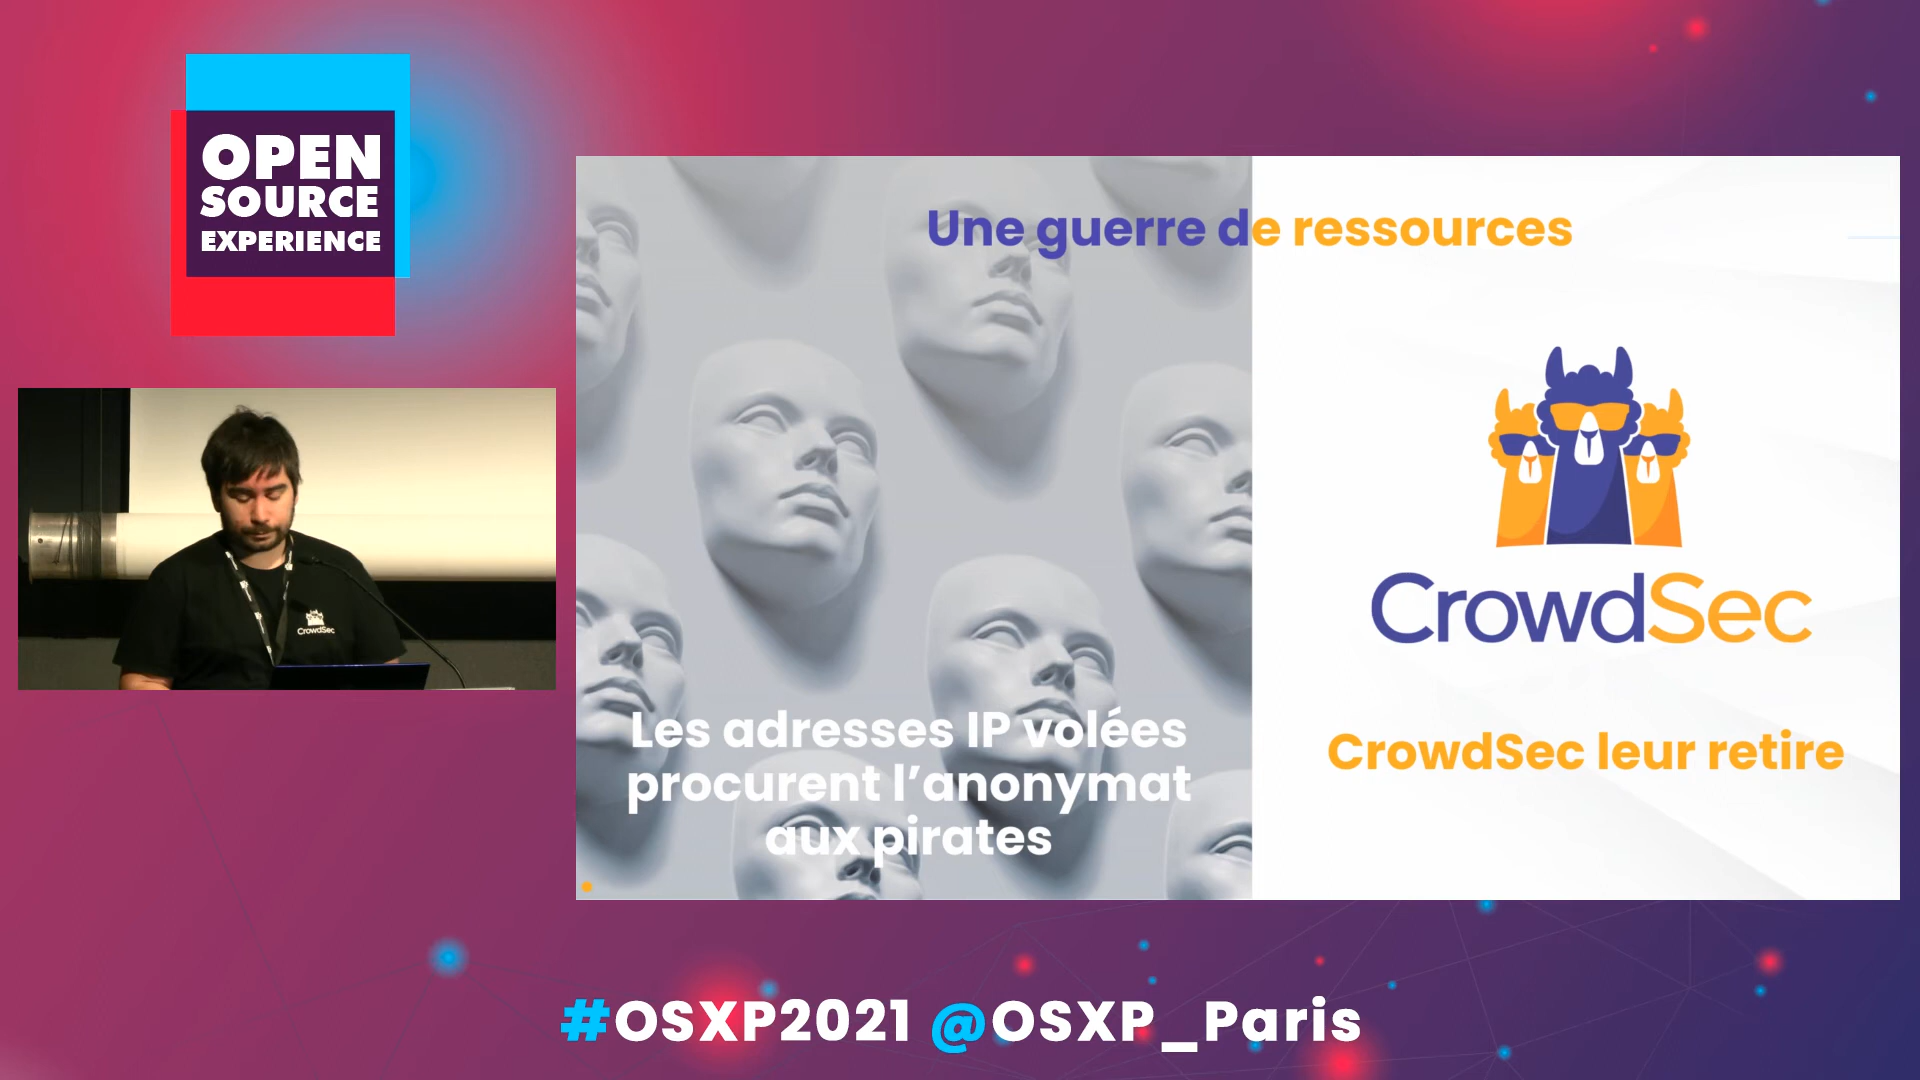 OPEN
SOURCE
EXPERIENCE
Une guerre de ressources
CrowdSec
CrowdSec
Les adresses IP volées
procurent l’anonymat
aux pirates
CrowdSec leur retire
#OSXP2021 @OSXP_Paris